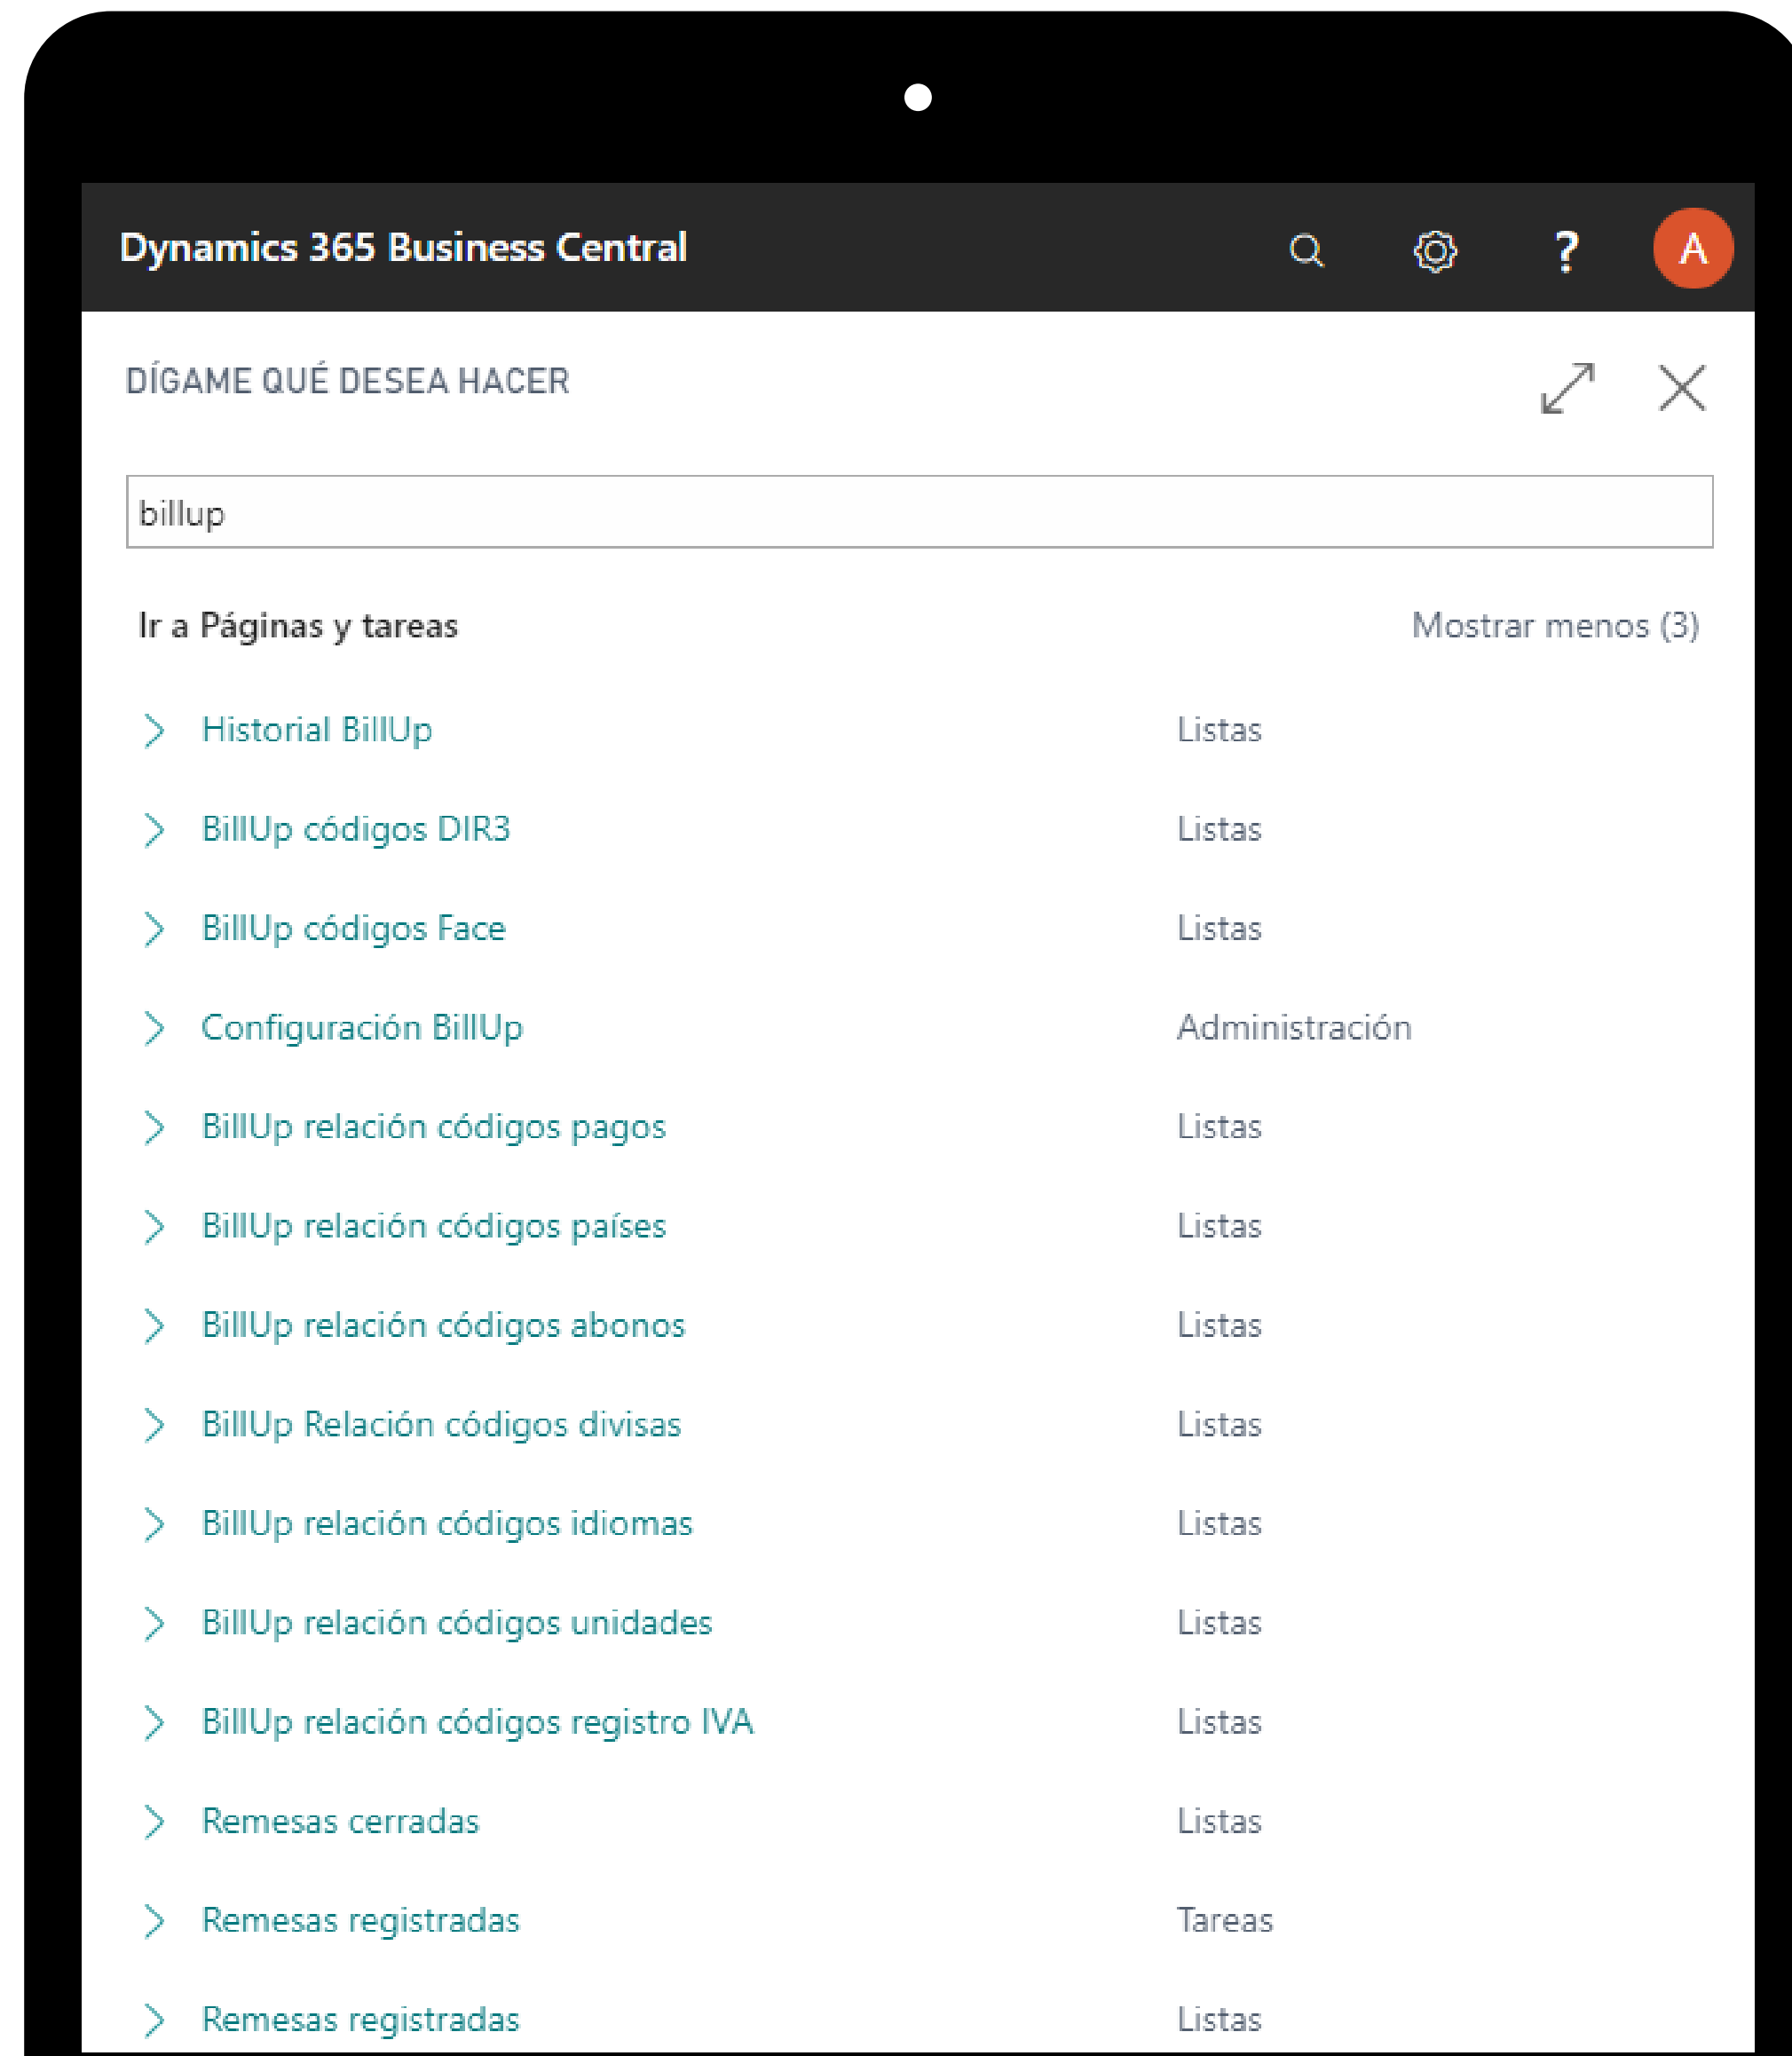 Dynamics 365 Business Central ? A
DÍGAME QUÉ DESEA HACER
billup
Ir a Páginas y tareas Mostrar menos (3)
Historial BillUp Listas
BillUp códigos DIR3 Listas
BillUp códigos Face Listas
Configuración BillUp Administración
BillUp relación códigos pagos Listas
BillUp relación códigos países Listas
BillUp relación códigos abonos Listas
BillUp Relación códigos divisas Listas
BillUp relación códigos idiomas Listas
BillUp relación códigos unidades Listas
BillUp relación códigos registro IVA Listas
Remesas cerradas Listas
Remesas registradas Tareas
Remesas registradas Listas